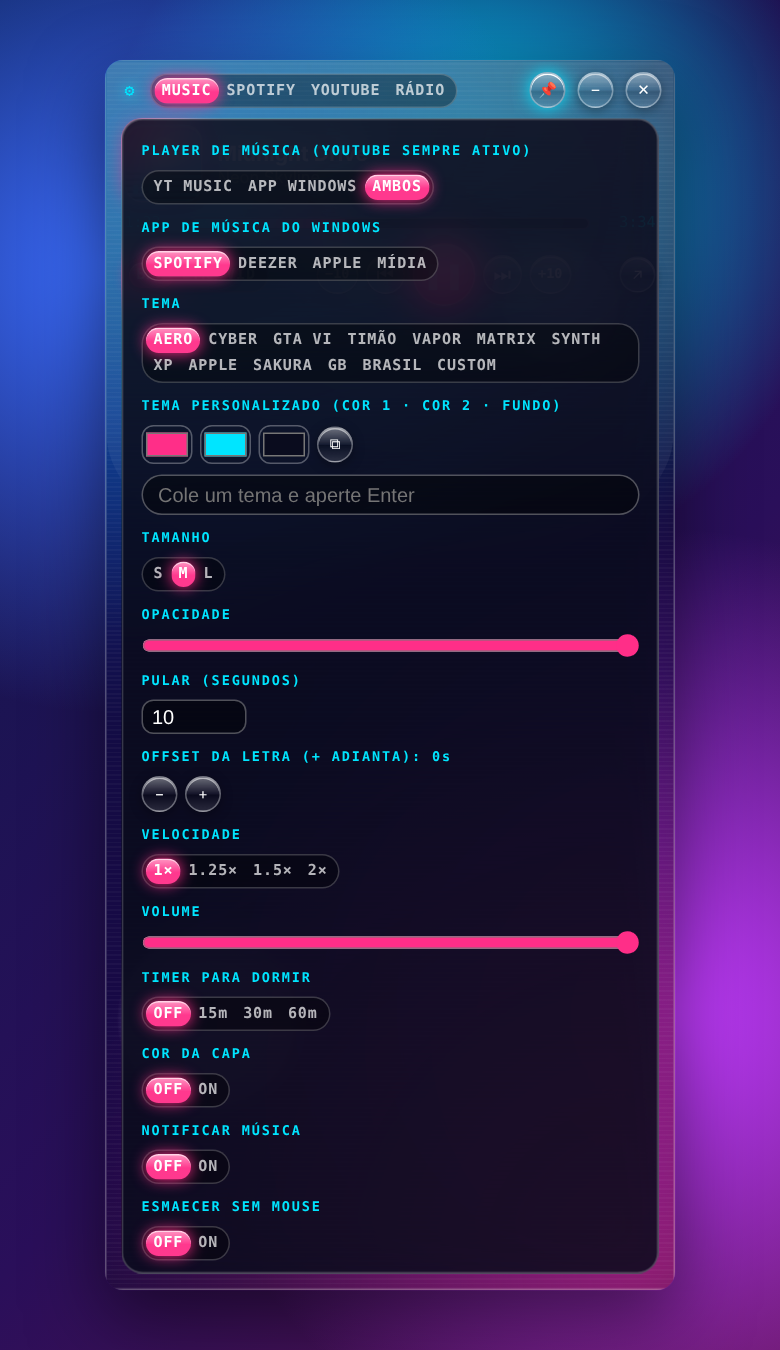 MUSIC SPOTIFY YOUTUBE RÁDIO
PLAYER DE MÚSICA (YOUTUBE SEMPRE ATIVO)
YT MUSIC APP WINDOWS AMBOS
APP DE MÚSICA DO WINDOWS
SPOTIFY DEEZER APPLE MÍDIA
TEMA
AERO CYBER GTA VI TIMÃO VAPOR MATRIX SYNTH
XP APPLE SAKURA GB BRASIL CUSTOM
TEMA PERSONALIZADO (COR 1 · COR 2 · FUNDO)
Cole um tema e aperte Enter
TAMANHO
S M L
OPACIDADE
PULAR (SEGUNDOS)
10
OFFSET DA LETRA (+ ADIANTA): 0s
− +
VELOCIDADE
1× 1.25× 1.5× 2×
VOLUME
TIMER PARA DORMIR
OFF 15m 30m 60m
COR DA CAPA
OFF ON
NOTIFICAR MÚSICA
OFF ON
ESMAECER SEM MOUSE
OFF ON